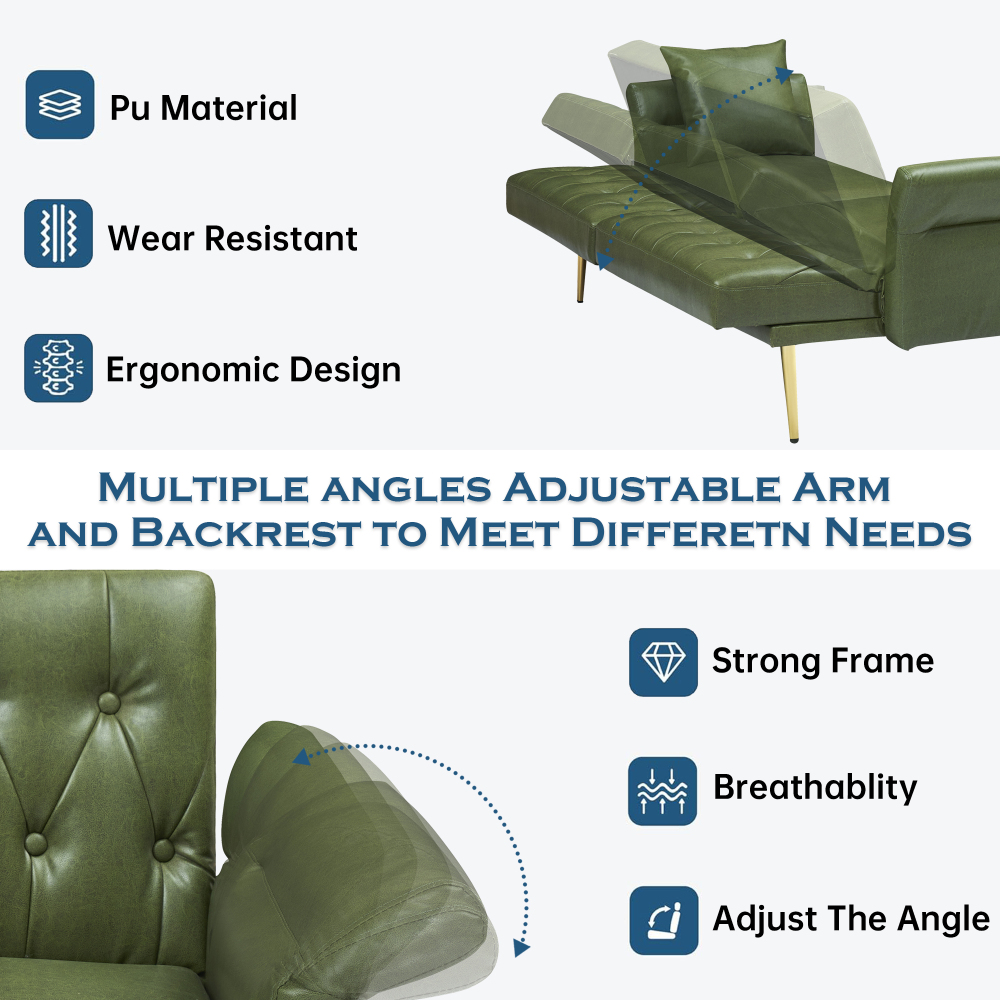 Pu Material
Wear Resistant
Ergonomic Design
MULTIPLE ANGLES ADJUSTABLE ARM
AND BACKREST TO MEET DIFFERETN NEEDS
Strong Frame
Breathablity
Adjust The Angle